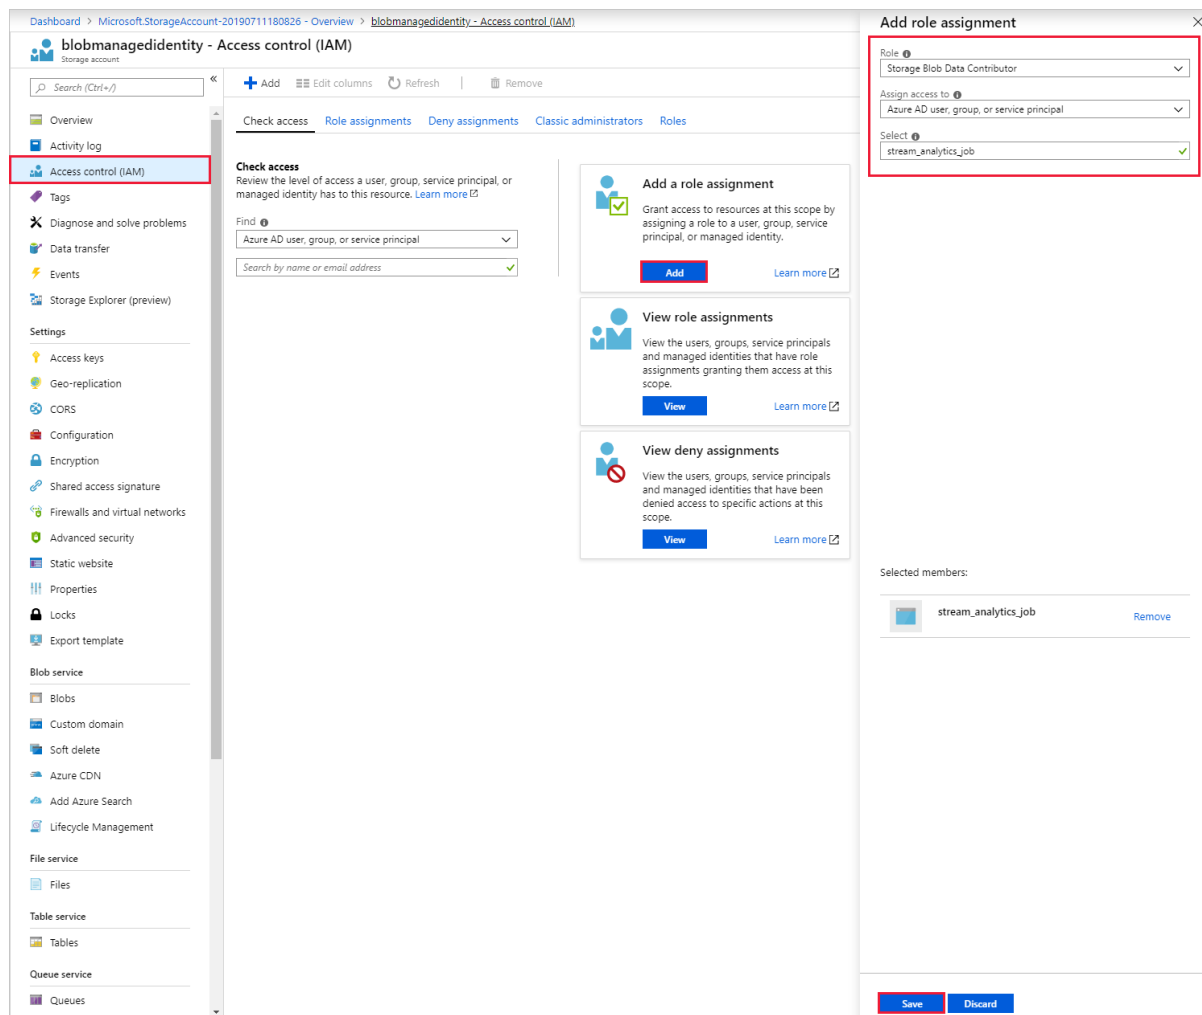 Dashboard > Microsoft.StorageAccount-20190711180826 - Overview > blobmanagedidentity - Access control (IAM)
blobmanagedidentity - Access control (IAM)
Storage account
Search (Ctrl+/)
«
Overview
Activity log
Access control (IAM)
Tags
Diagnose and solve problems
Data transfer
Events
Storage Explorer (preview)
Settings
Access keys
Geo-replication
CORS
Configuration
Encryption
Shared access signature
Firewalls and virtual networks
Advanced security
Static website
Properties
Locks
Export template
Blob service
Blobs
Custom domain
Soft delete
Azure CDN
Add Azure Search
Lifecycle Management
File service
Files
Table service
Tables
Queue service
Queues
Add Edit columns Refresh Remove
Check access Role assignments Deny assignments Classic administrators Roles
Check access
Review the level of access a user, group, service principal, or
managed identity has to this resource. Learn more
Find
Azure AD user, group, or service principal
Search by name or email address
Add a role assignment
Grant access to resources at this scope by
assigning a role to a user, group, service
principal, or managed identity.
Add Learn more
View role assignments
View the users, groups, service principals
and managed identities that have role
assignments granting them access at this
scope.
View Learn more
View deny assignments
View the users, groups, service principals
and managed identities that have been
denied access to specific actions at this
scope.
View Learn more
Add role assignment
Role
Storage Blob Data Contributor
Assign access to
Azure AD user, group, or service principal
Select
stream_analytics_job
Selected members:
stream_analytics_job Remove
Save Discard